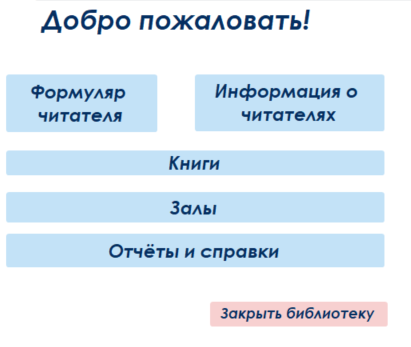 Добро пожаловать!
Формуляр
читателя
Информация о
читателях
Книги
Залы
Отчёты и справки
Закрыть библиотеку